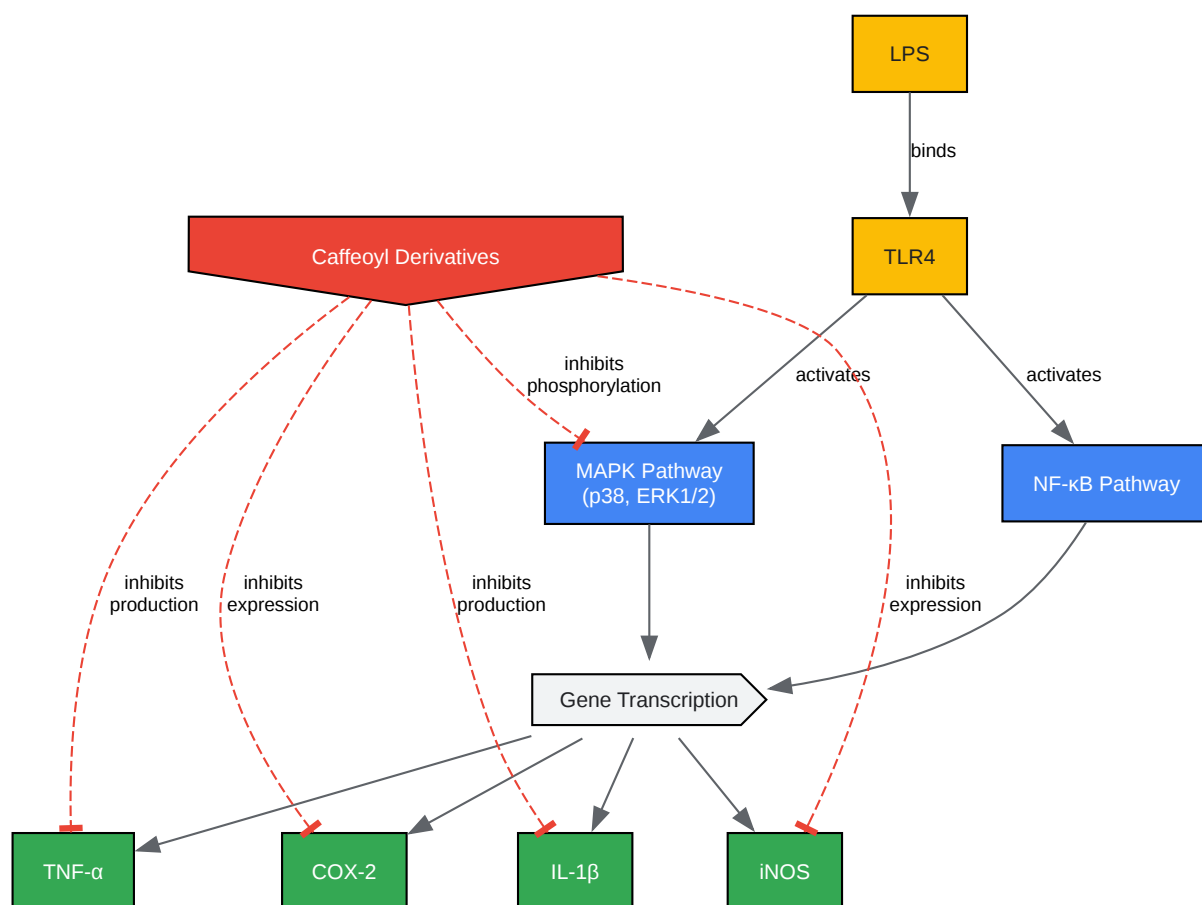 LPS
binds
Caffeoyl Derivatives
TLR4
inhibits
phosphorylation
activates
activates
MAPK Pathway
(p38, ERK1/2)
NF-κB Pathway
inhibits
production
inhibits
expression
inhibits
production
inhibits
expression
Gene Transcription
TNF-α
COX-2
IL-1β
iNOS